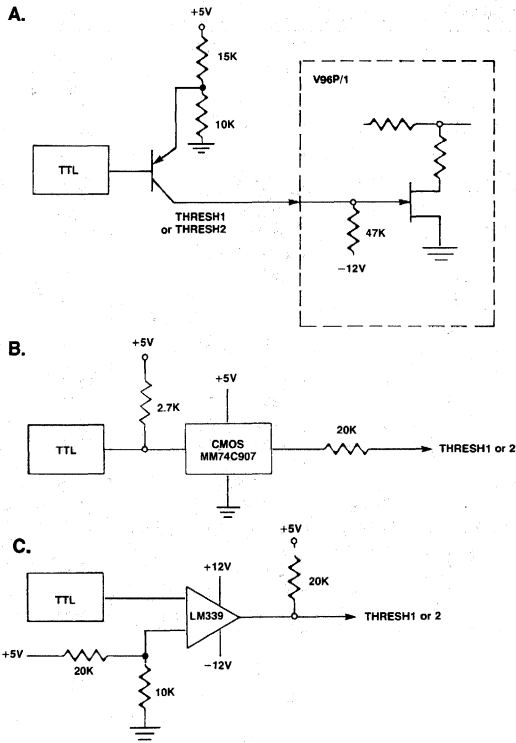 A.
+5V
15K
10K
TTL
THRESH1
or THRESH2
V96P/1
47K
−12V
B.
+5V
2.7K
+5V
TTL
CMOS
MM74C907
20K
THRESH1 or 2
C.
+5V
20K
+12V
TTL
LM339
THRESH1 or 2
+5V
20K
−12V
10K